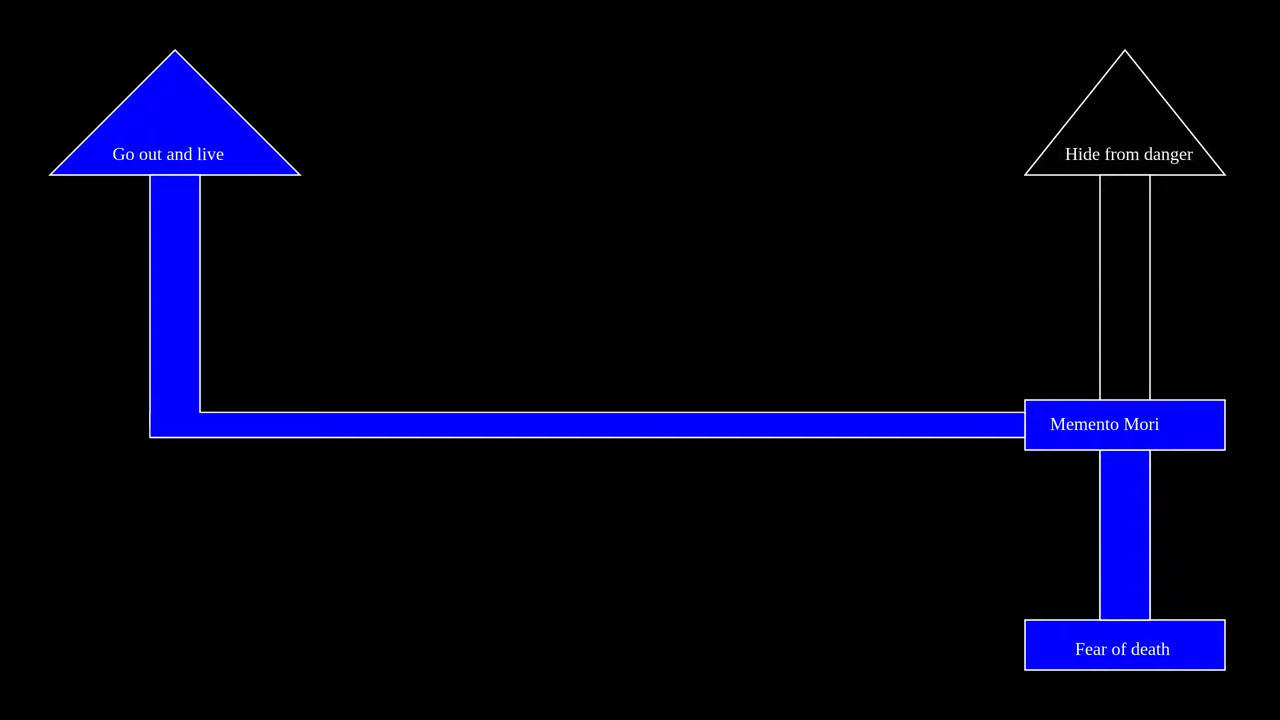 Go out and live
Hide from danger
Memento Mori
Fear of death